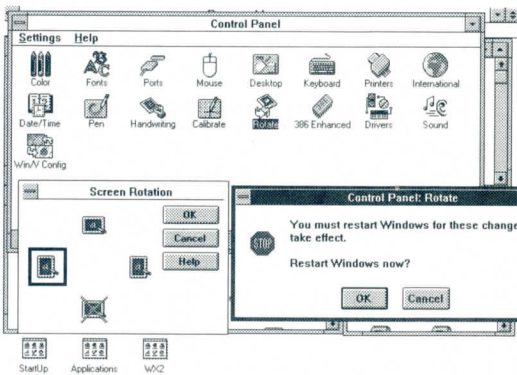 Control Panel
Settings Help
Color Fonts Ports Mouse Desktop Keyboard Printers International
Date/Time Pen Handwriting Calibrate Rotate 386 Enhanced Drivers Sound
Win/V Config
Screen Rotation
OK
Cancel
Help
Control Panel: Rotate
You must restart Windows for these change
take effect.
STOP
Restart Windows now?
OK Cancel
StartUp Applications WX2